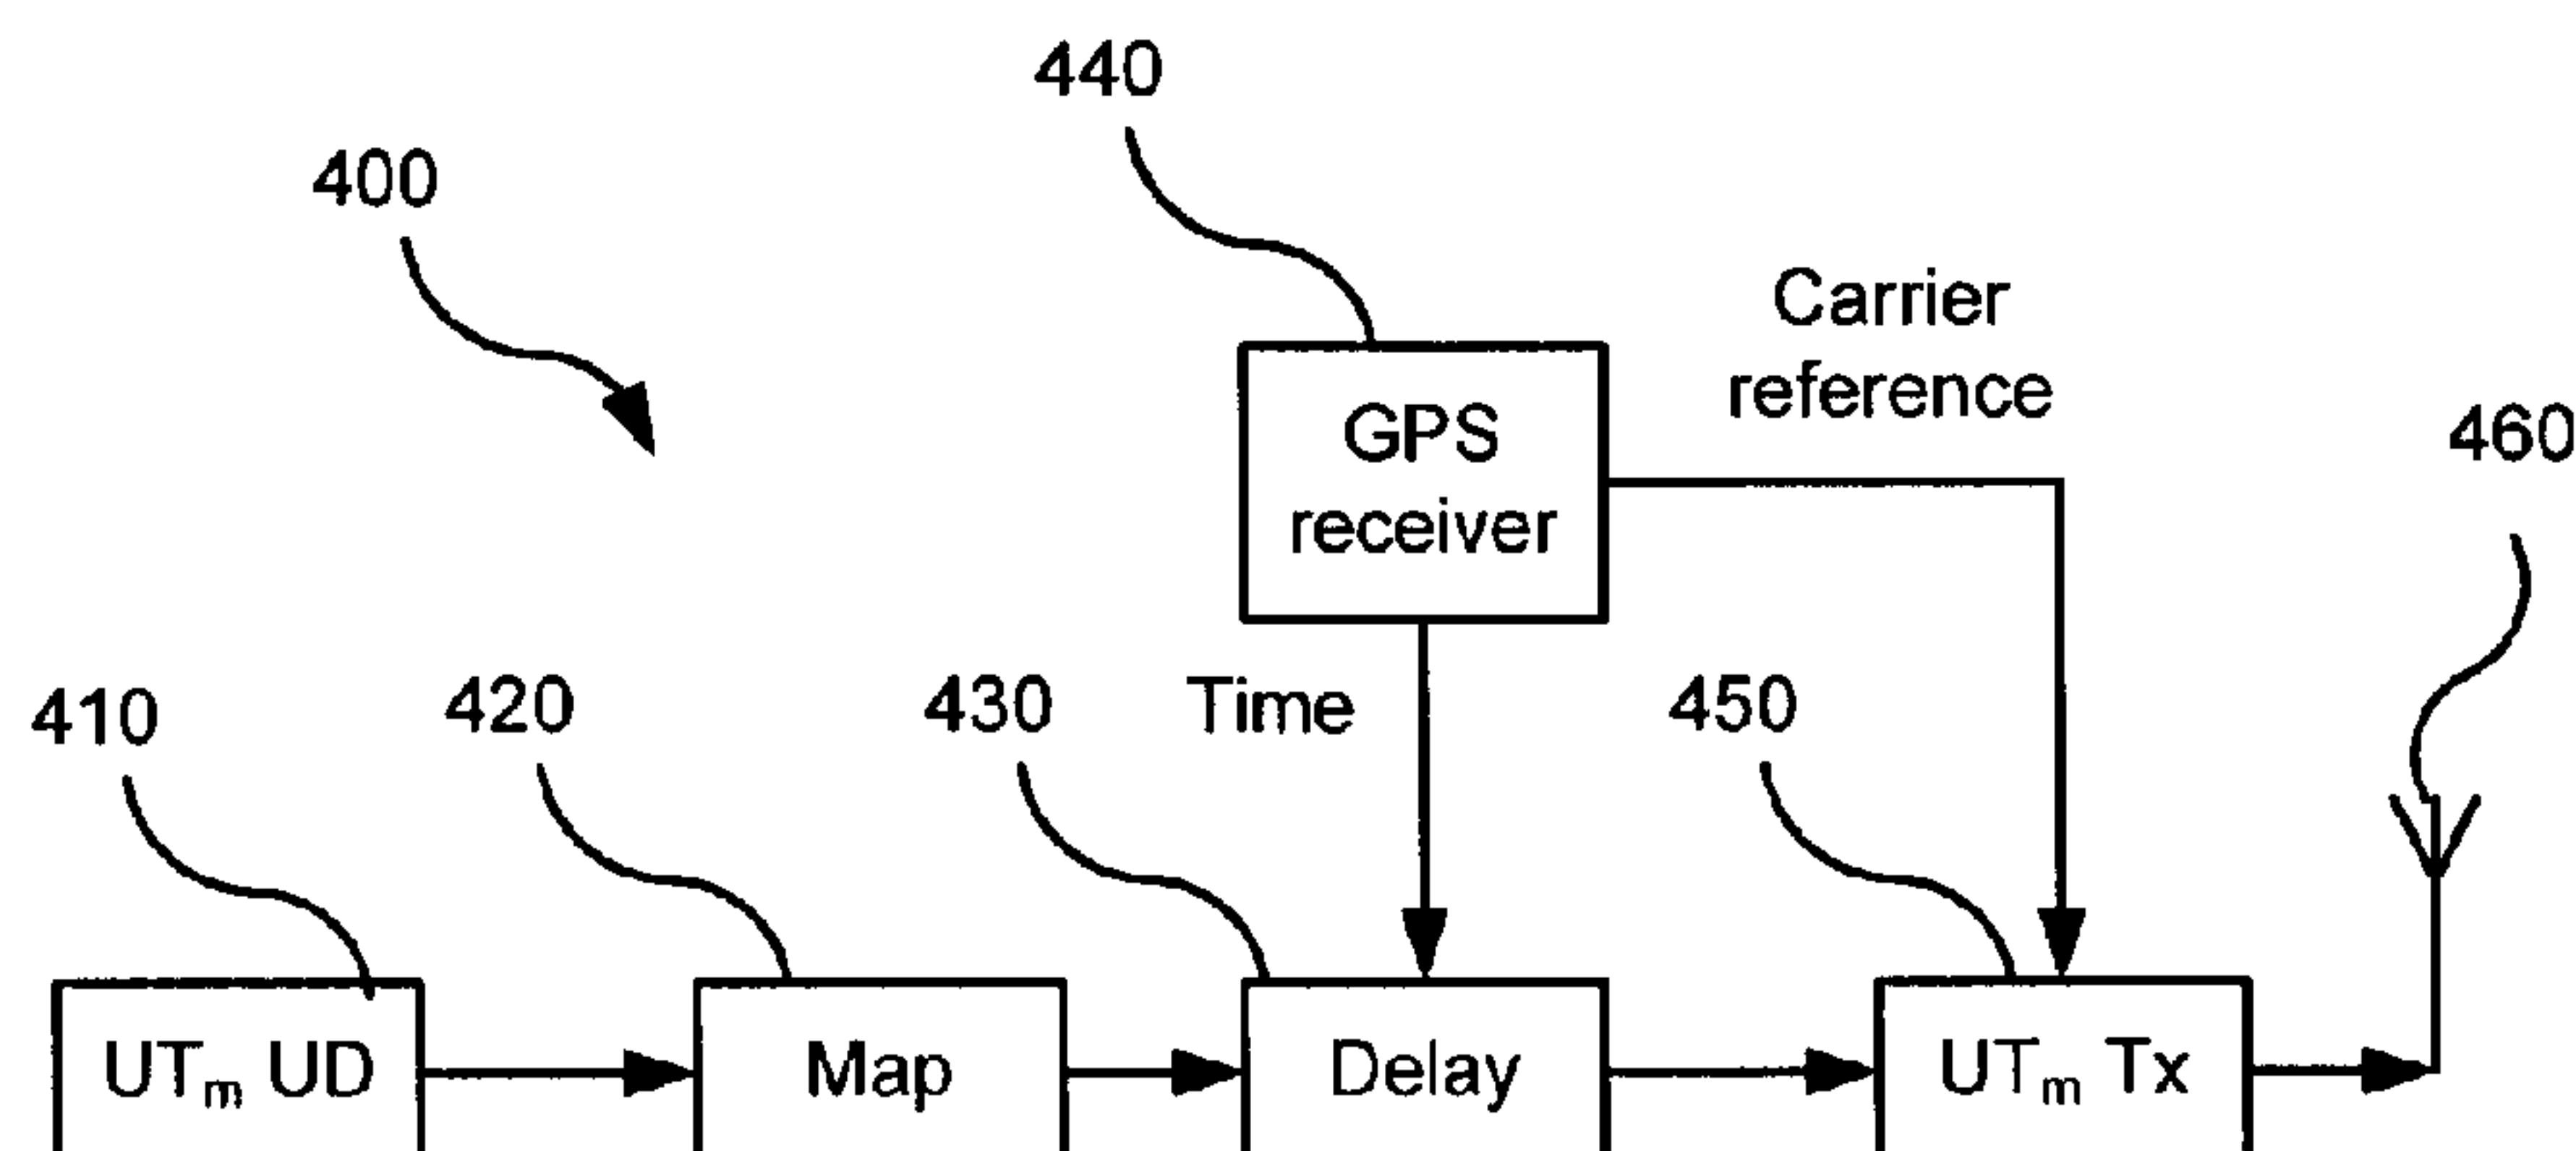 440
400
Carrier
reference
GPS
receiver
460
410
420
430
Time
450
UTm UD
Map
Delay
UTm Tx